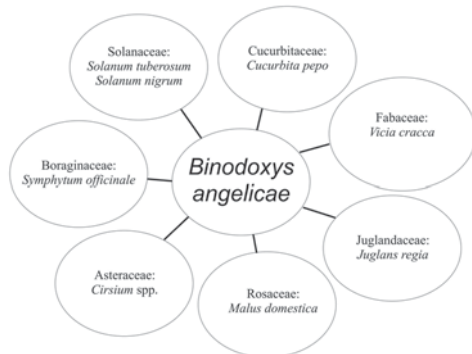 Solanaceae:
Solanum tuberosum
Solanum nigrum
Cucurbitaceae:
Cucurbita pepo
Fabaceae:
Vicia cracca
Boraginaceae:
Symphytum officinale
Binodoxys
angelicae
Juglandaceae:
Juglans regia
Asteraceae:
Cirsium spp.
Rosaceae:
Malus domestica